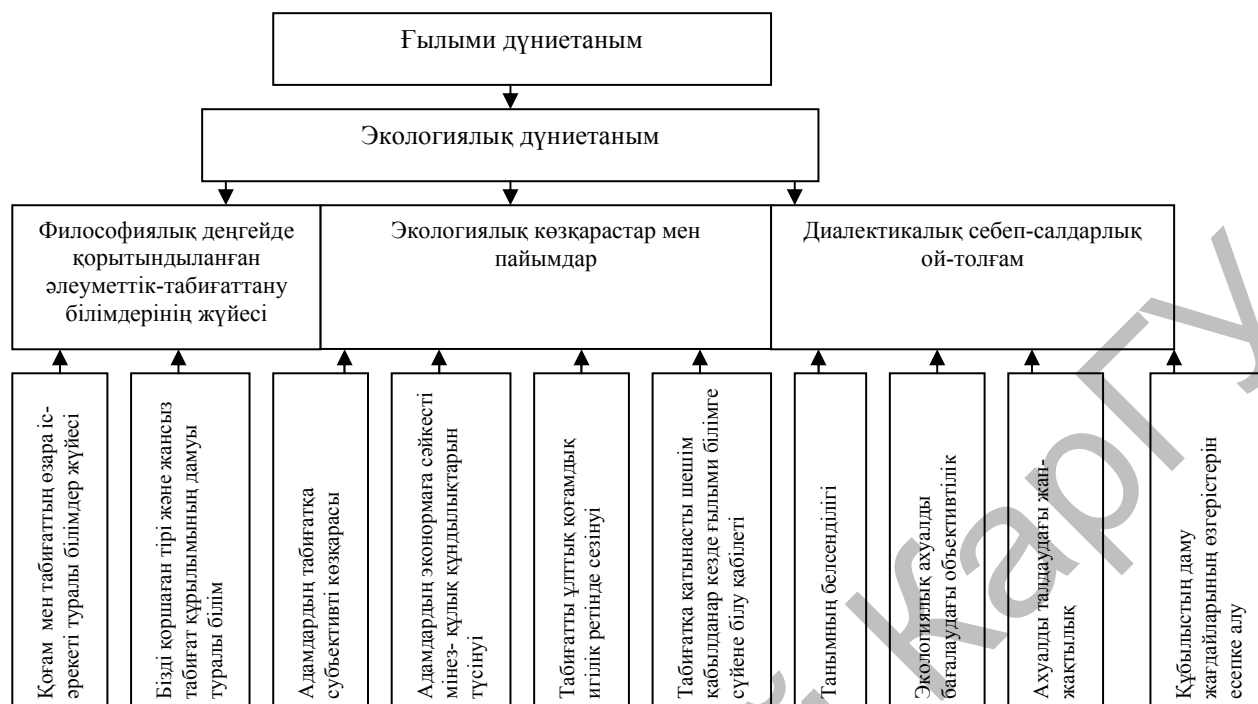 Ғылыми дүниетаным
Экологиялық дүниетаным
Философиялық деңгейде
қорытындыланған
әлеуметтік-табиғаттану
білімдерінің жүйесі
Экологиялық көзқарастар мен
пайымдар
Диалектикалық себеп-салдарлық
ой-толғам
Қоғам мен табиғаттың өзара іс-
әрекеті туралы білімдер жүйесі
Бізді қоршаған тірі және жансыз
табиғат құрылымының дамуы
туралы білім
Адамдардың табиғатқа
субъективті көзқарасы
Адамдардың эконормаға сәйкесті
мінез- құлық құндылықтарын
түсінуі
Табиғатты ұлттық қоғамдық
игілік ретінде сезінуі
Табиғатқа қатынасты шешім
қабылданар кезде ғылыми білімге
сүйене білу қабілеті
Танымның белсенділігі
Экологиялық ахуалды
бағалаудағы объективтілік
Ахуалды талдаудағы жан-
жақтылық
Құбылыстың даму
жағдайларының өзгерістерін
есепке алу
КарГУ